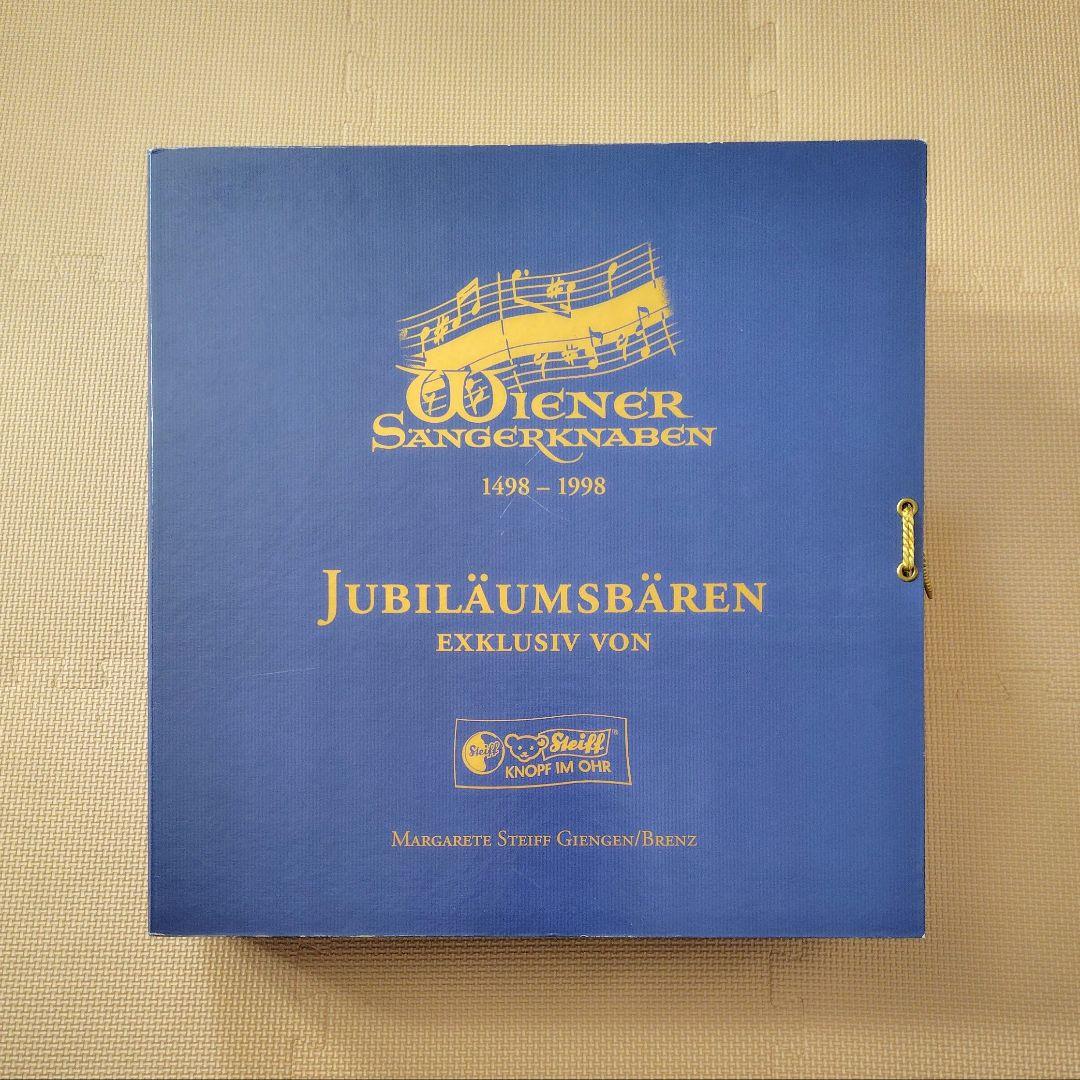 WIENER
SÄNGERKNABEN
1498 – 1998
JUBILÄUMSBÄREN
EXKLUSIV VON
Steiff Steiff®
KNOPF IM OHR
MARGARETE STEIFF GIENGEN/BRENZ